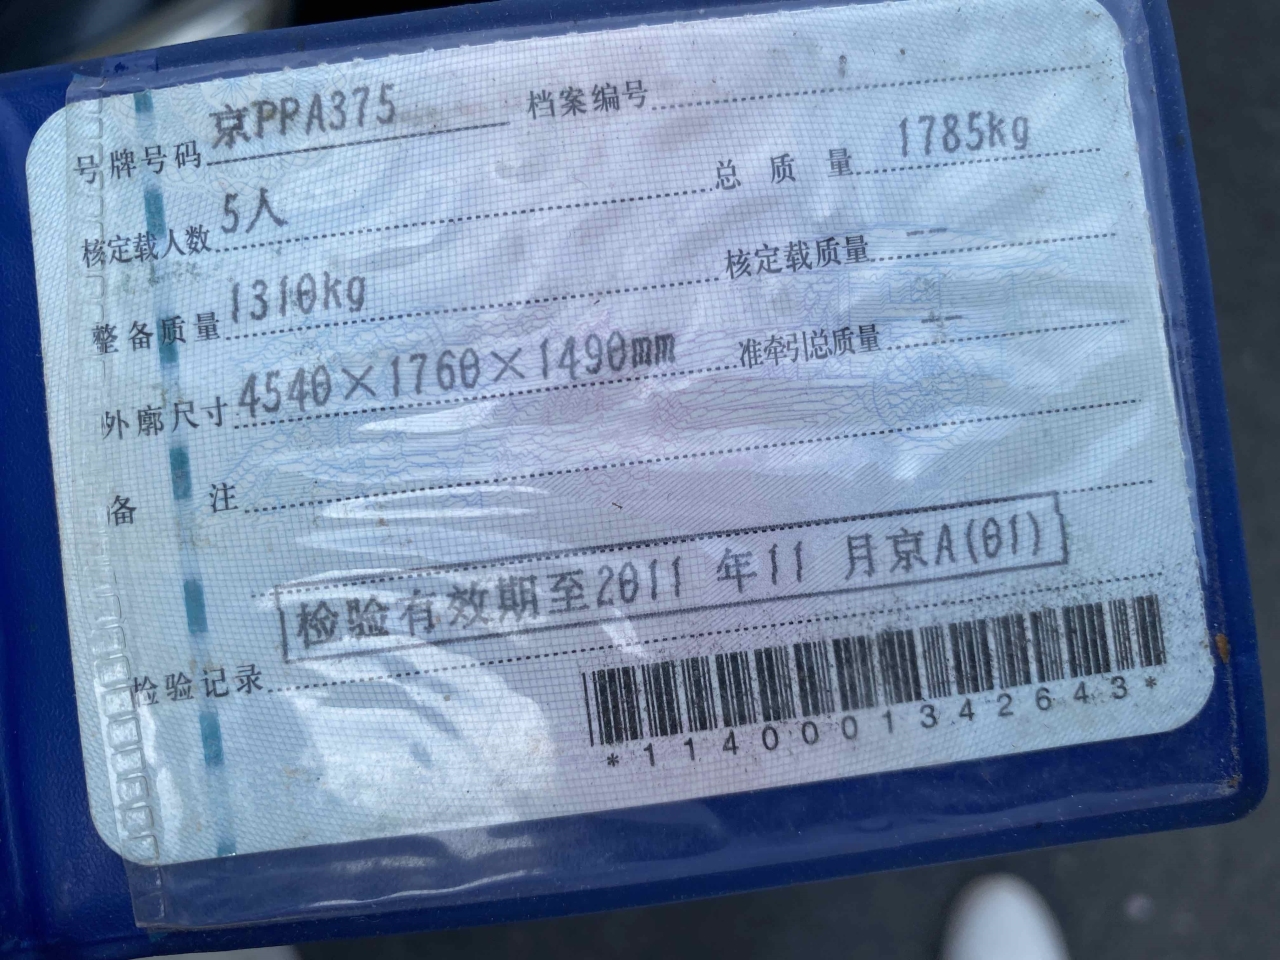 号牌号码 京PPA375 档案编号
核定载人数 5人 总质量 1785kg
整备质量 1310kg 核定载质量 --
外廓尺寸 4540×1760×1490mm 准牵引总质量 --
备注
检验有效期至2011 年11 月京A(01)
检验记录
*1140001342643*